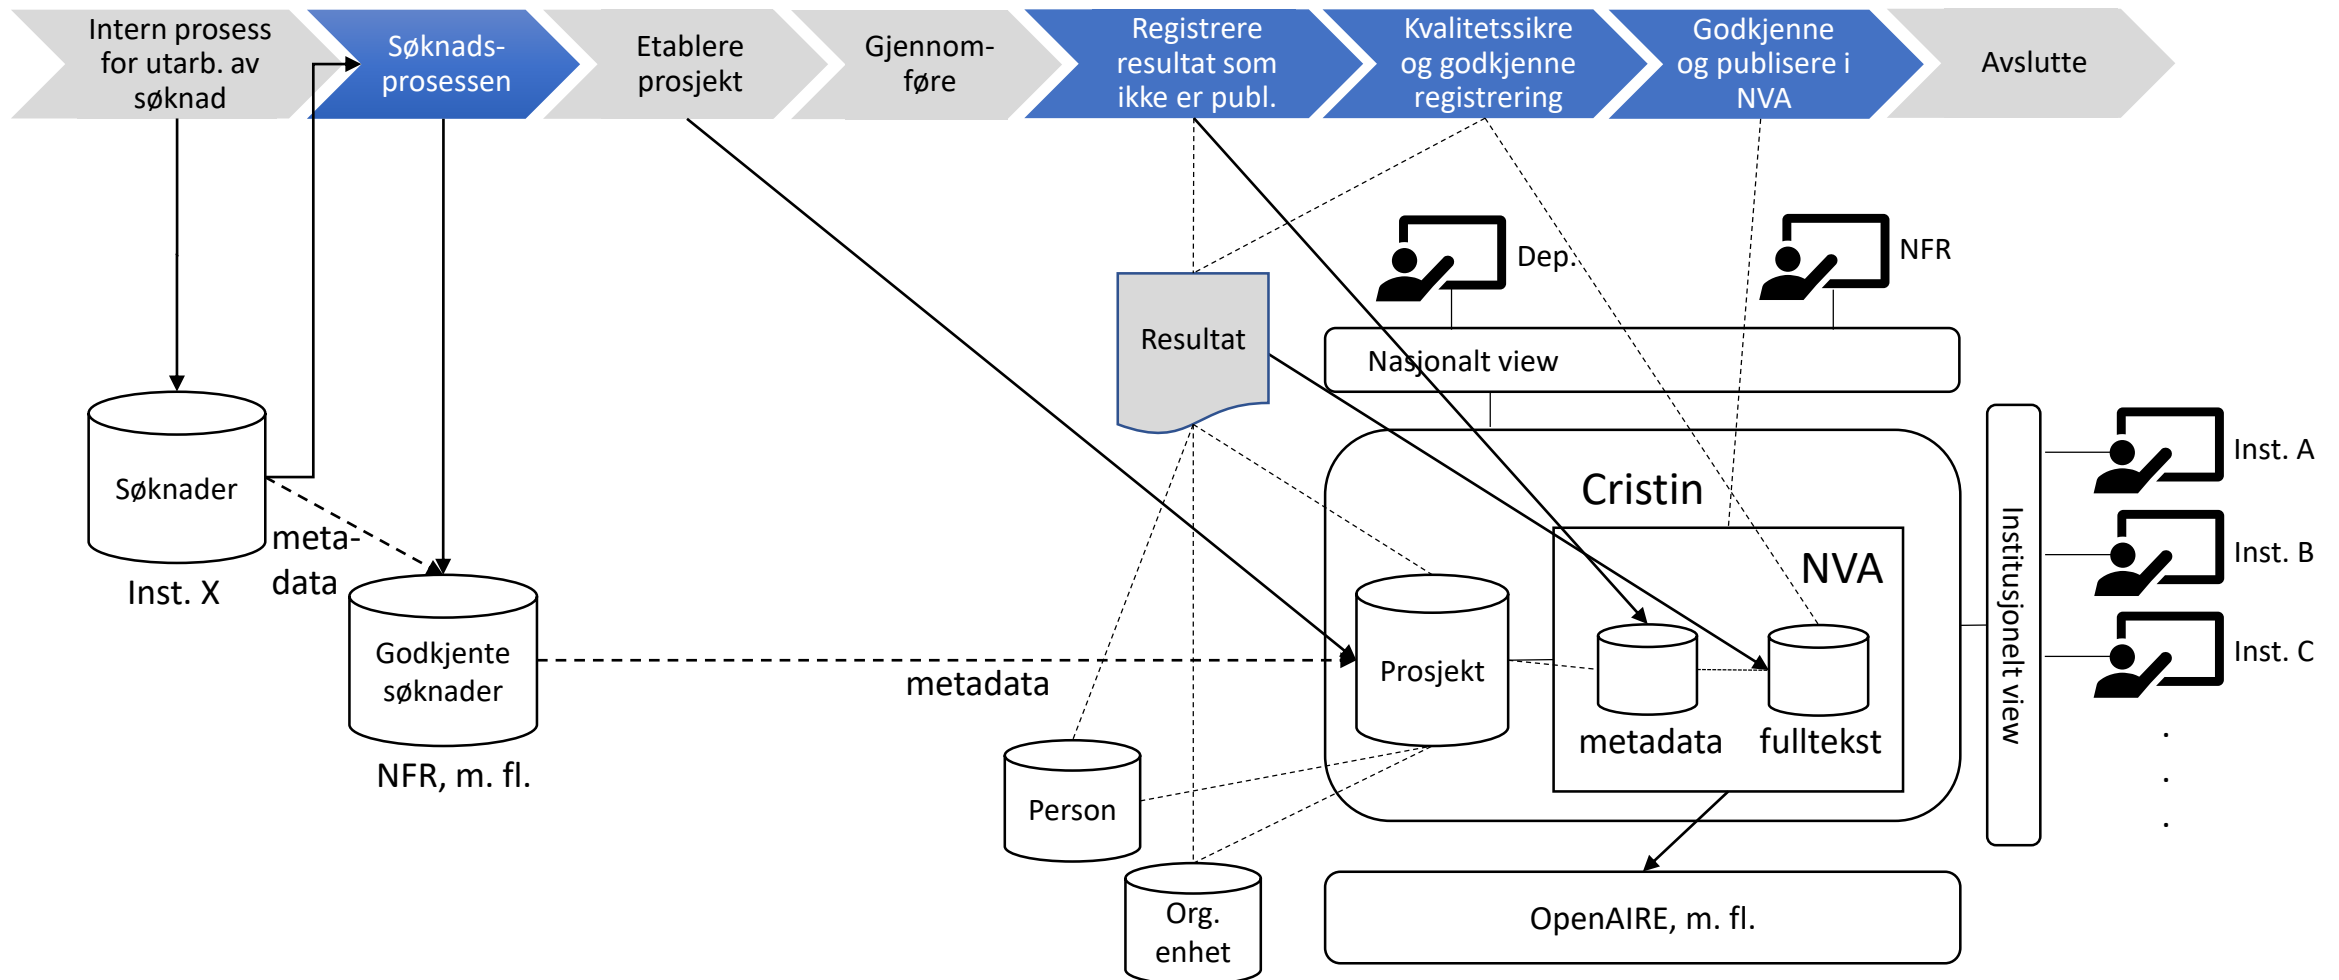 Intern prosess
for utarb. av
søknad
Søknads-
prosessen
Etablere
prosjekt
Gjennom-
føre
Registrere
resultat som
ikke er publ.
Kvalitetssikre
og godkjenne
registrering
Godkjenne
og publisere i
NVA
Avslutte
Dep.
NFR
Resultat
Nasjonalt view
Søknader
meta-
data
Inst. X
Godkjente
søknader
NFR, m. fl.
metadata
Cristin
NVA
Prosjekt
metadata
fulltekst
Person
Org.
enhet
OpenAIRE, m. fl.
Institusjonelt view
Inst. A
Inst. B
Inst. C
.
.
.